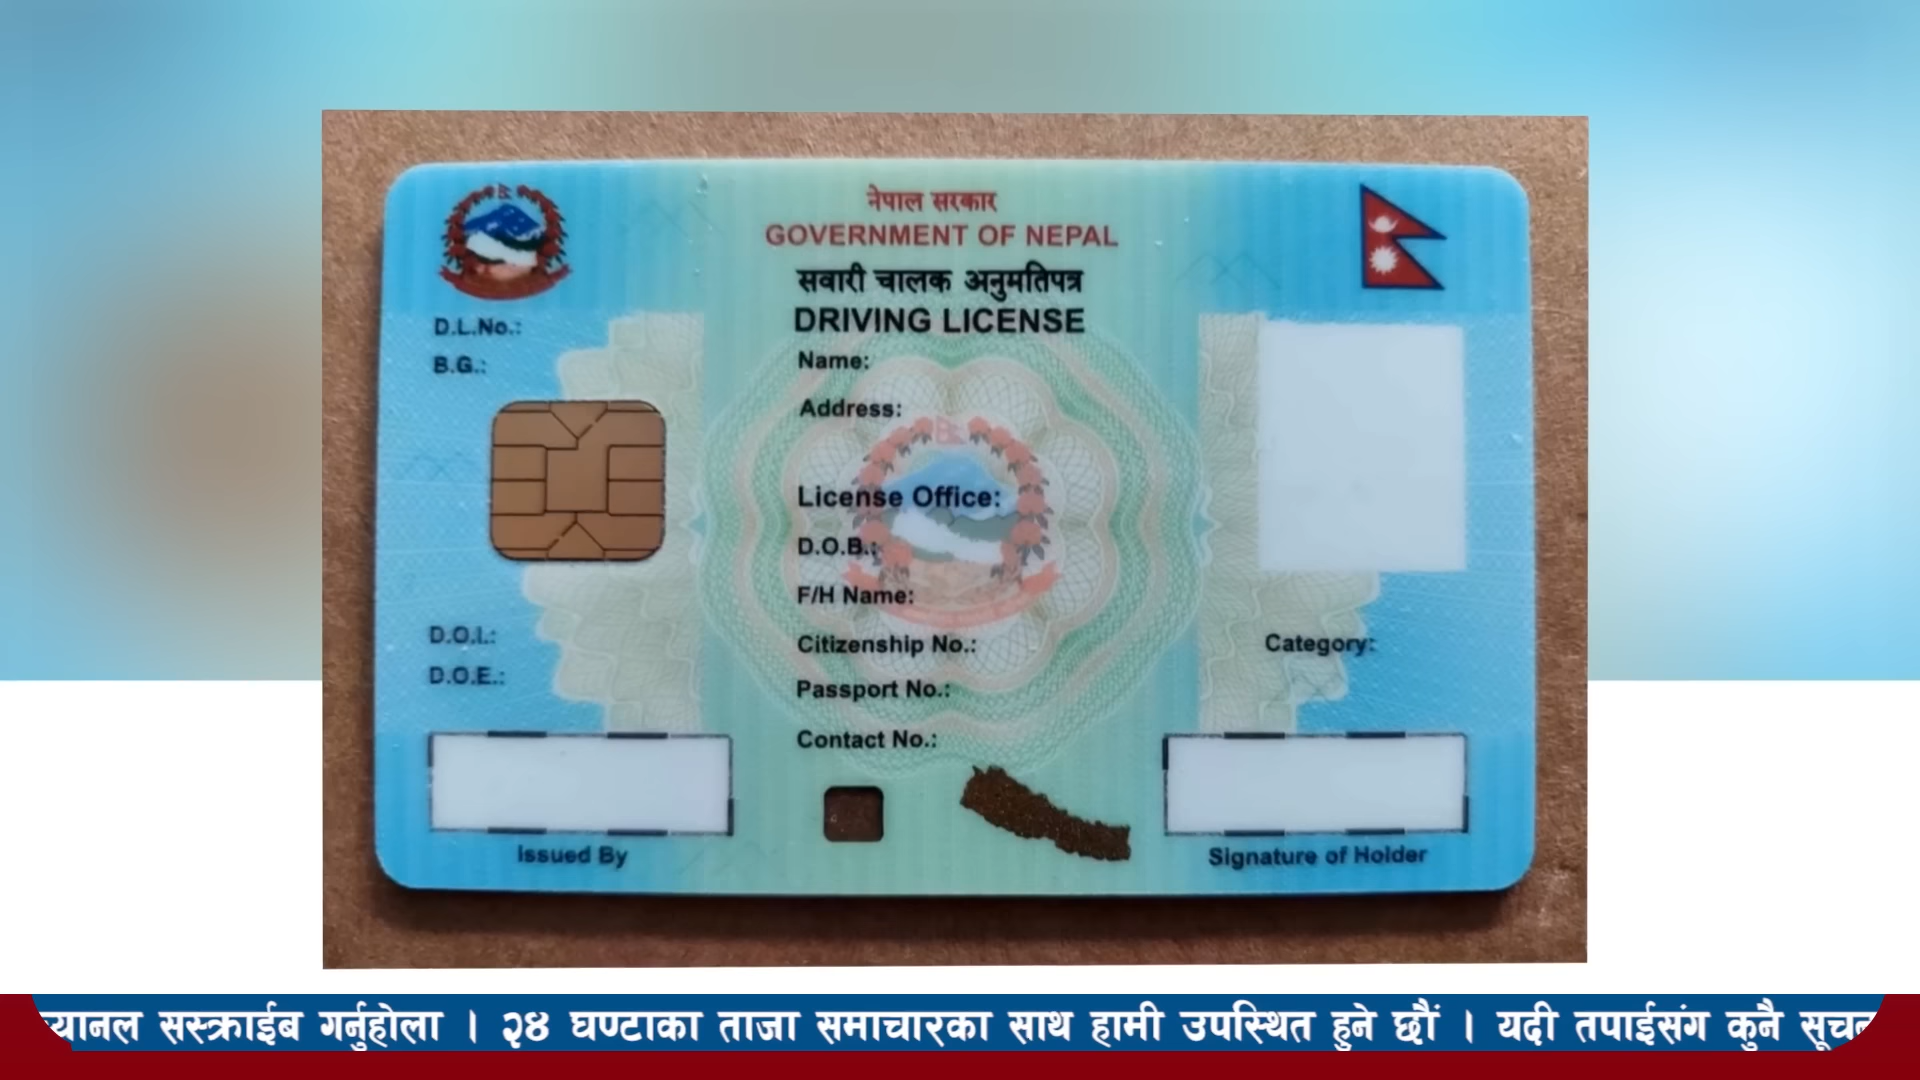 नेपाल सरकार
GOVERNMENT OF NEPAL
सवारी चालक अनुमतिपत्र
DRIVING LICENSE
D.L.No.:
B.G.:
Name:
Address:
License Office:
D.O.B.:
F/H Name:
Citizenship No.:
Passport No.:
Contact No.:
D.O.I.:
D.O.E.:
Category:
Issued By
Signature of Holder
सस्क्राईब गर्नुहोला । २४ घण्टाका ताजा समाचारका साथ हामी उपस्थित हुने छौं । यदी तपाईसंग कुनै